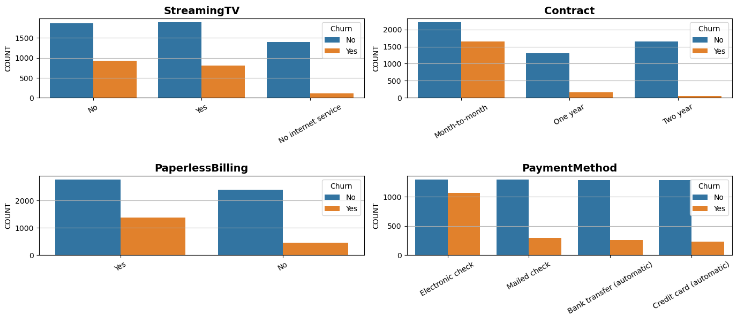 StreamingTV
COUNT
1500
1000
500
0
No
Yes
No internet service
Churn
No
Yes
Contract
COUNT
2000
1500
1000
500
0
Month-to-month
One year
Two year
Churn
No
Yes
PaperlessBilling
COUNT
2000
1000
0
Yes
No
Churn
No
Yes
PaymentMethod
COUNT
1000
500
0
Electronic check
Mailed check
Bank transfer (automatic)
Credit card (automatic)
Churn
No
Yes